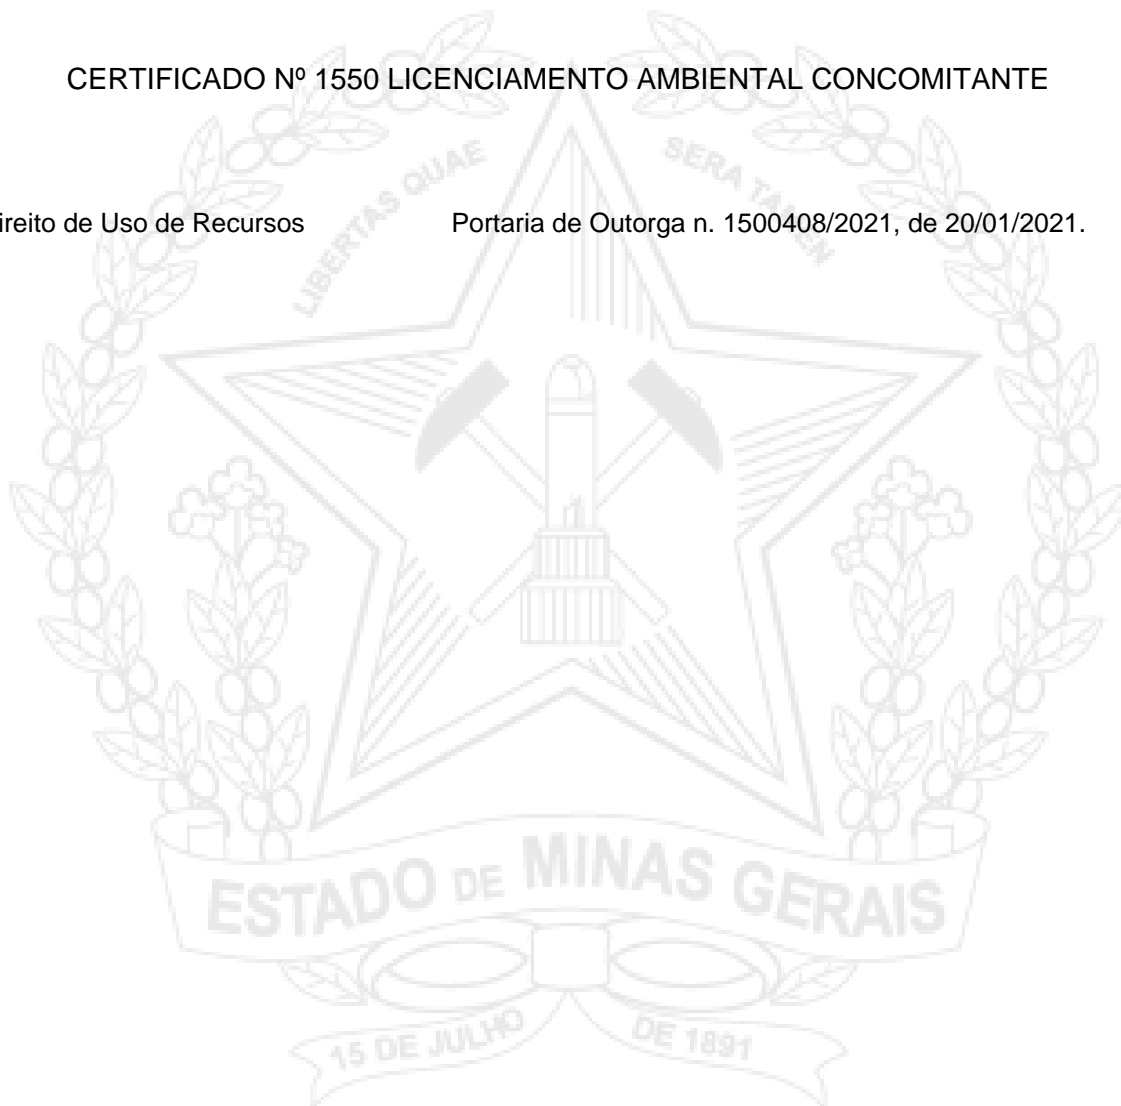 CERTIFICADO Nº 1550 LICENCIAMENTO AMBIENTAL CONCOMITANTE
LIBERTAS QUAE SERA TAMEN
ireito de Uso de Recursos Portaria de Outorga n. 1500408/2021, de 20/01/2021.
ESTADO DE MINAS GERAIS
15 DE JULHO DE 1891